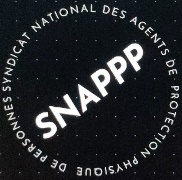 SYNDICAT NATIONAL DES AGENTS DE PROTECTION PHYSIQUE DE PERSONNES
SNAPPP